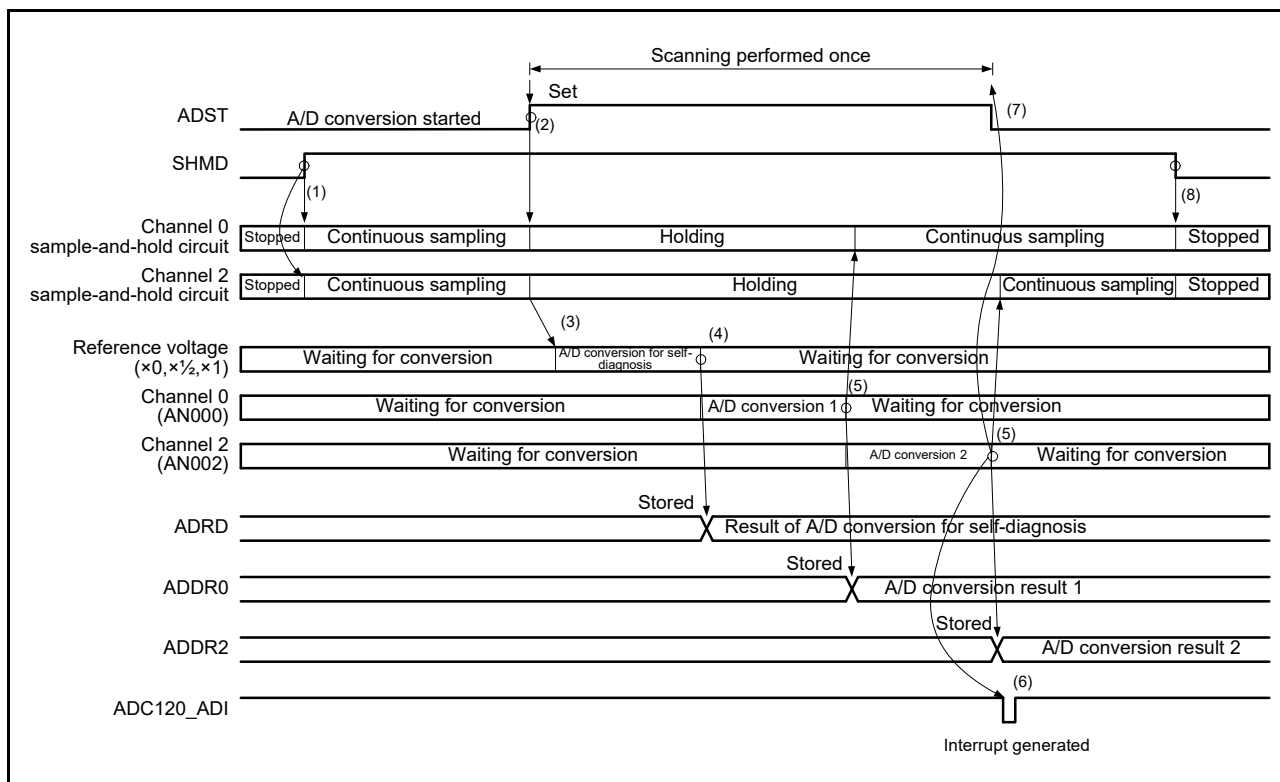 Scanning performed once
Set
ADST A/D conversion started (2) (7)
SHMD
(1) (8)
Channel 0
sample-and-hold circuit
Stopped Continuous sampling Holding Continuous sampling Stopped
Channel 2
sample-and-hold circuit
Stopped Continuous sampling Holding Continuous sampling Stopped
(3) (4)
Reference voltage
(×0,×½,×1)
Waiting for conversion A/D conversion for self-
diagnosis Waiting for conversion
Channel 0
(AN000)
Waiting for conversion A/D conversion 1 (5) Waiting for conversion
Channel 2
(AN002)
Waiting for conversion A/D conversion 2 (5) Waiting for conversion
Stored
ADRD Result of A/D conversion for self-diagnosis
Stored
ADDR0 A/D conversion result 1
Stored
ADDR2 A/D conversion result 2
(6)
ADC120_ADI
Interrupt generated